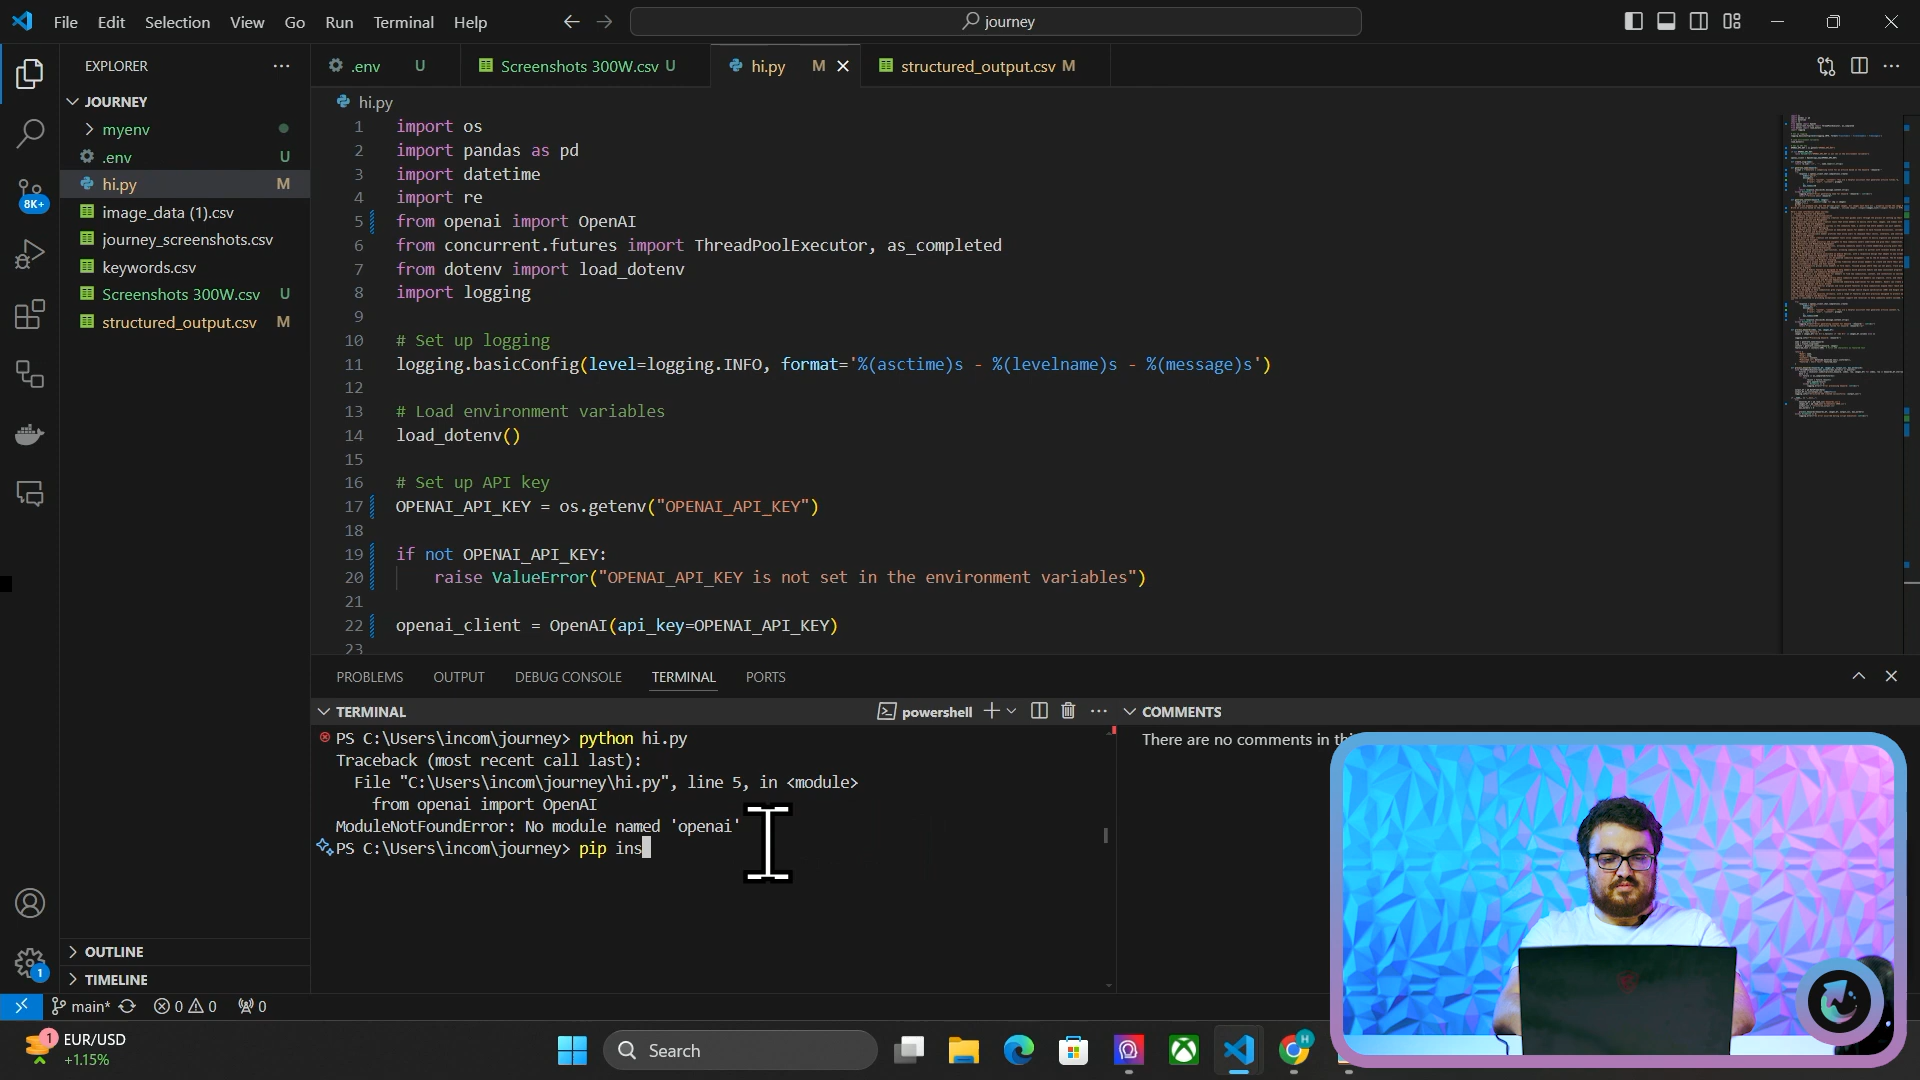 File Edit Selection View Go Run Terminal Help
journey
EXPLORER
JOURNEY
myenv
.env U
hi.py M
image_data (1).csv
journey_screenshots.csv
keywords.csv
Screenshots 300W.csv U
structured_output.csv M
OUTLINE
TIMELINE
8K+
1
.env U
Screenshots 300W.csv U
hi.py M
structured_output.csv M
hi.py
1 import os
2 import pandas as pd
3 import datetime
4 import re
5 from openai import OpenAI
6 from concurrent.futures import ThreadPoolExecutor, as_completed
7 from dotenv import load_dotenv
8 import logging
9
10 # Set up logging
11 logging.basicConfig(level=logging.INFO, format='%(asctime)s - %(levelname)s - %(message)s')
12
13 # Load environment variables
14 load_dotenv()
15
16 # Set up API key
17 OPENAI_API_KEY = os.getenv("OPENAI_API_KEY")
18
19 if not OPENAI_API_KEY:
20 raise ValueError("OPENAI_API_KEY is not set in the environment variables")
21
22 openai_client = OpenAI(api_key=OPENAI_API_KEY)
23
PROBLEMS OUTPUT DEBUG CONSOLE TERMINAL PORTS
TERMINAL
powershell
COMMENTS
PS C:\Users\incom\journey> python hi.py
Traceback (most recent call last):
File "C:\Users\incom\journey\hi.py", line 5, in <module>
from openai import OpenAI
ModuleNotFoundError: No module named 'openai'
PS C:\Users\incom\journey> pip ins
There are no comments in
main* 0 0 0
1
EUR/USD
+1.15%
Search
H